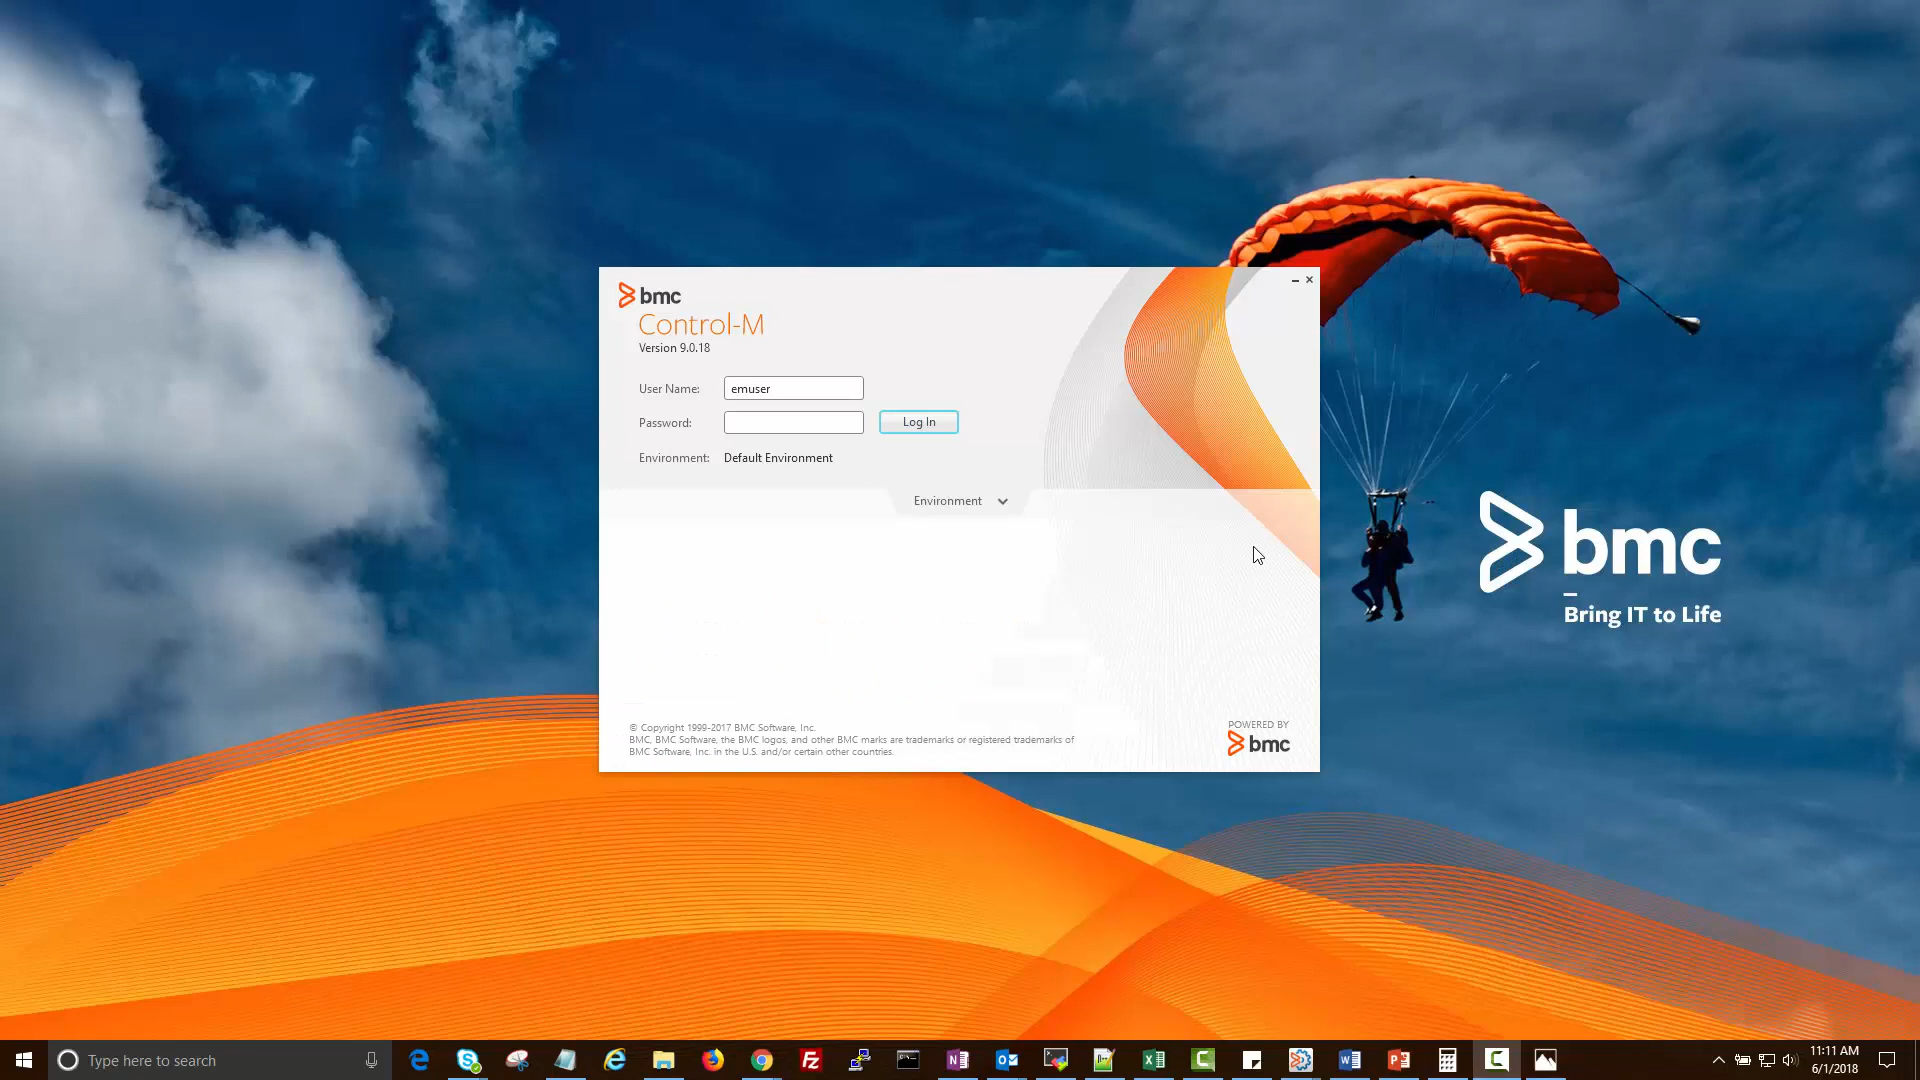 bmc
Control-M
Version 9.0.18
User Name: emuser
Password: Log In
Environment: Default Environment
Environment
bmc
Bring IT to Life
© Copyright 1999-2017 BMC Software, Inc.
BMC, BMC Software, the BMC logos, and other BMC marks are trademarks or registered trademarks of
BMC Software, Inc. in the U.S. and/or certain other countries.
POWERED BY
bmc
Type here to search
11:11 AM
6/1/2018